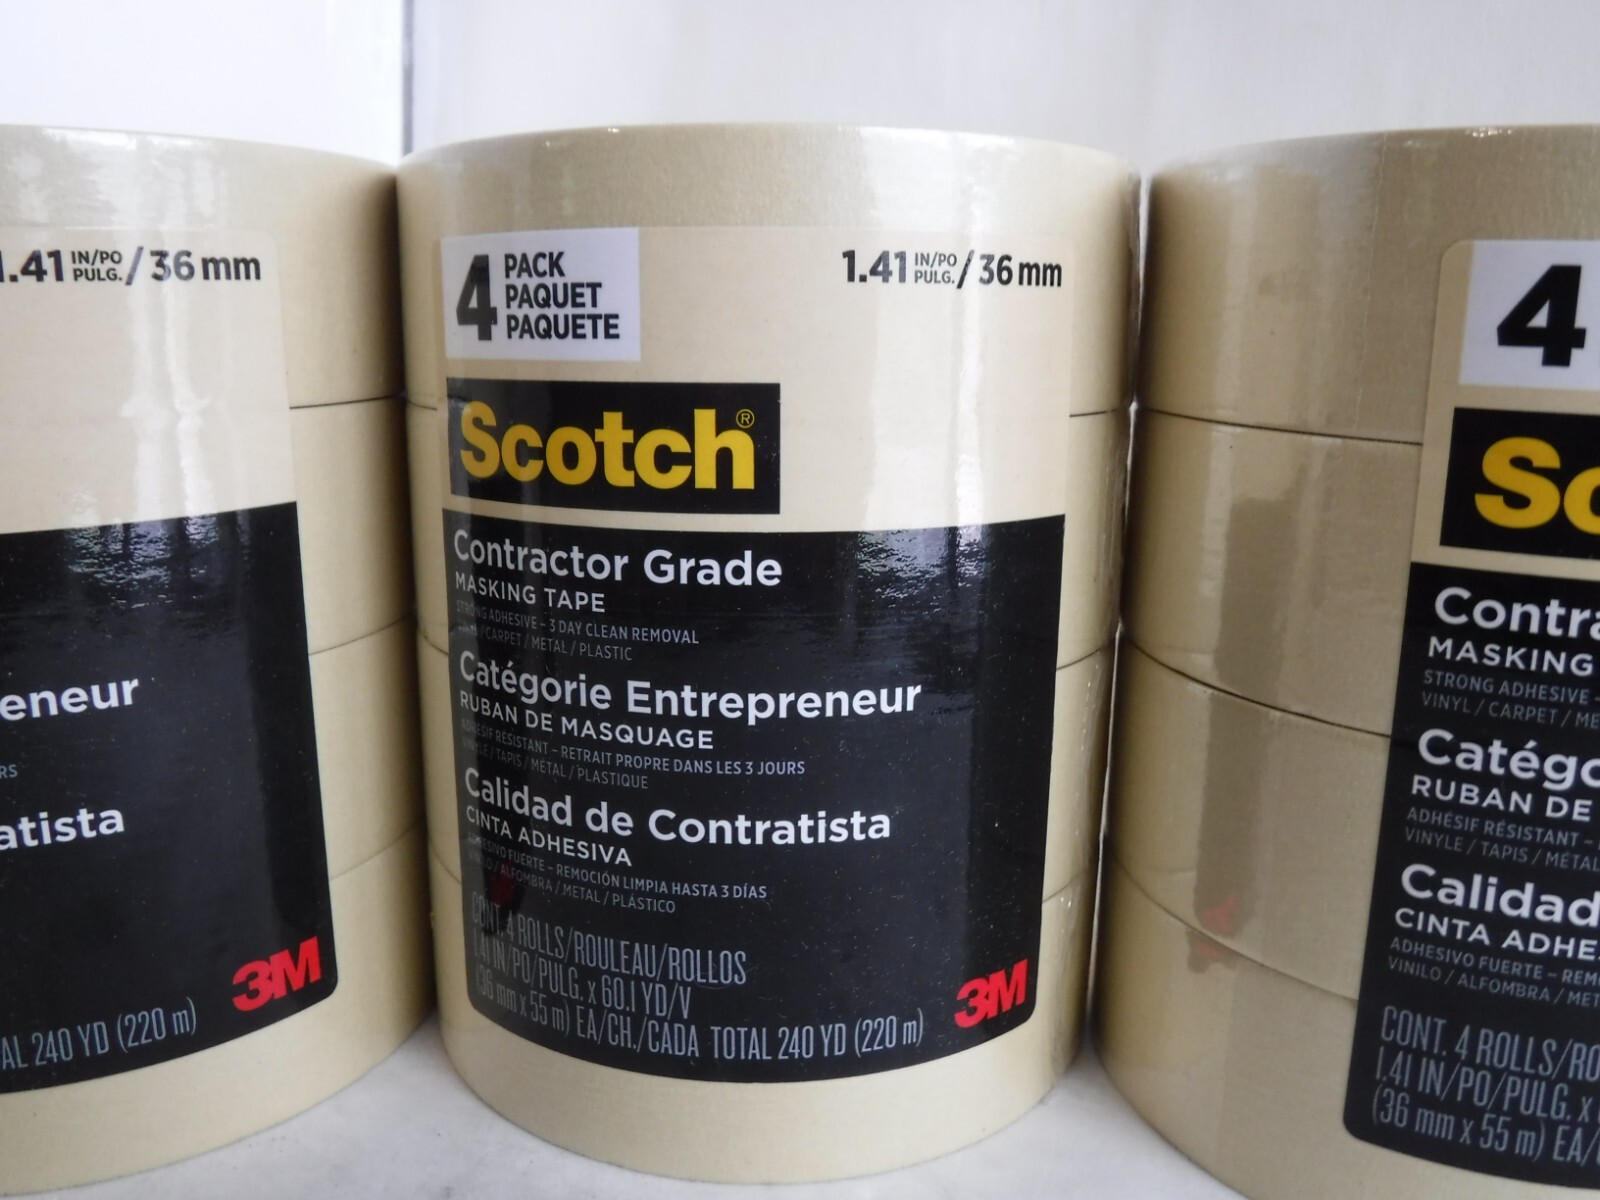 1.41 IN/PO PULG. / 36 mm
eneur
RS
atista
3M
AL 240 YD (220 m)
4 PACK
PAQUET
PAQUETE
1.41 IN/PO PULG. / 36 mm
Scotch®
Contractor Grade
MASKING TAPE
STRONG ADHESIVE – 3 DAY CLEAN REMOVAL
/ CARPET / METAL / PLASTIC
Catégorie Entrepreneur
RUBAN DE MASQUAGE
ADHÉSIF RÉSISTANT – RETRAIT PROPRE DANS LES 3 JOURS
VINYLE / TAPIS / MÉTAL / PLASTIQUE
Calidad de Contratista
CINTA ADHESIVA
ADHESIVO FUERTE – REMOCIÓN LIMPIA HASTA 3 DÍAS
VINILO / ALFOMBRA / METAL / PLÁSTICO
CONT. 4 ROLLS/ROULEAU/ROLLOS
1.41 IN/PO/PULG. x 60.1 YD/V
(36 mm x 55 m) EA/CH./CADA TOTAL 240 YD (220 m)
3M
4
Sc
Contra
MASKING
STRONG ADHESIVE –
VINYL / CARPET / ME
Catégo
RUBAN DE
ADHÉSIF RÉSISTANT –
VINYLE / TAPIS / MÉTAL
Calidad
CINTA ADHES
ADHESIVO FUERTE – REMO
VINILO / ALFOMBRA / MET
CONT. 4 ROLLS/RO
1.41 IN/PO/PULG. x
(36 mm x 55 m) EA/